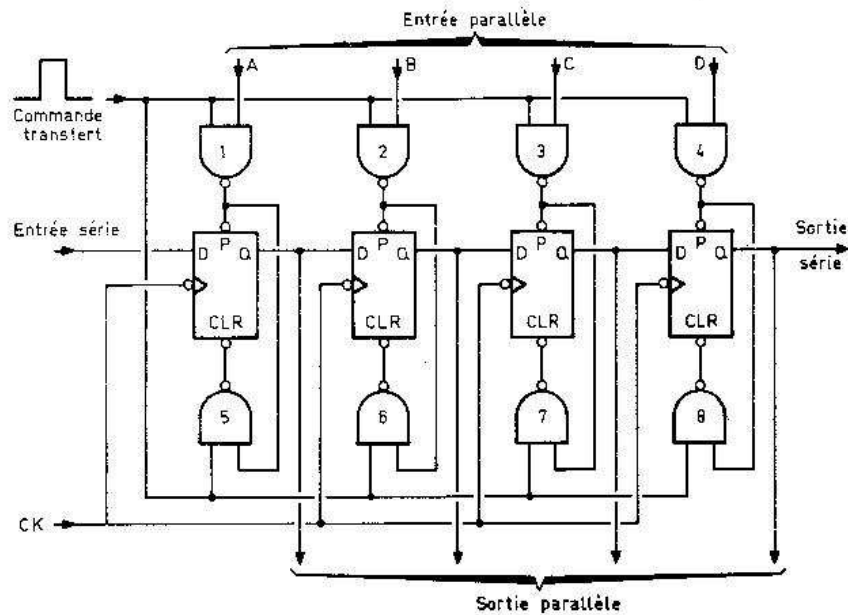 Entrée parallèle
A B C D
Commande
transfert
1 2 3 4
Entrée série
P P P P
Sortie
série
D Q D Q D Q D Q
CLR CLR CLR CLR
5 6 7 8
CK
Sortie parallèle